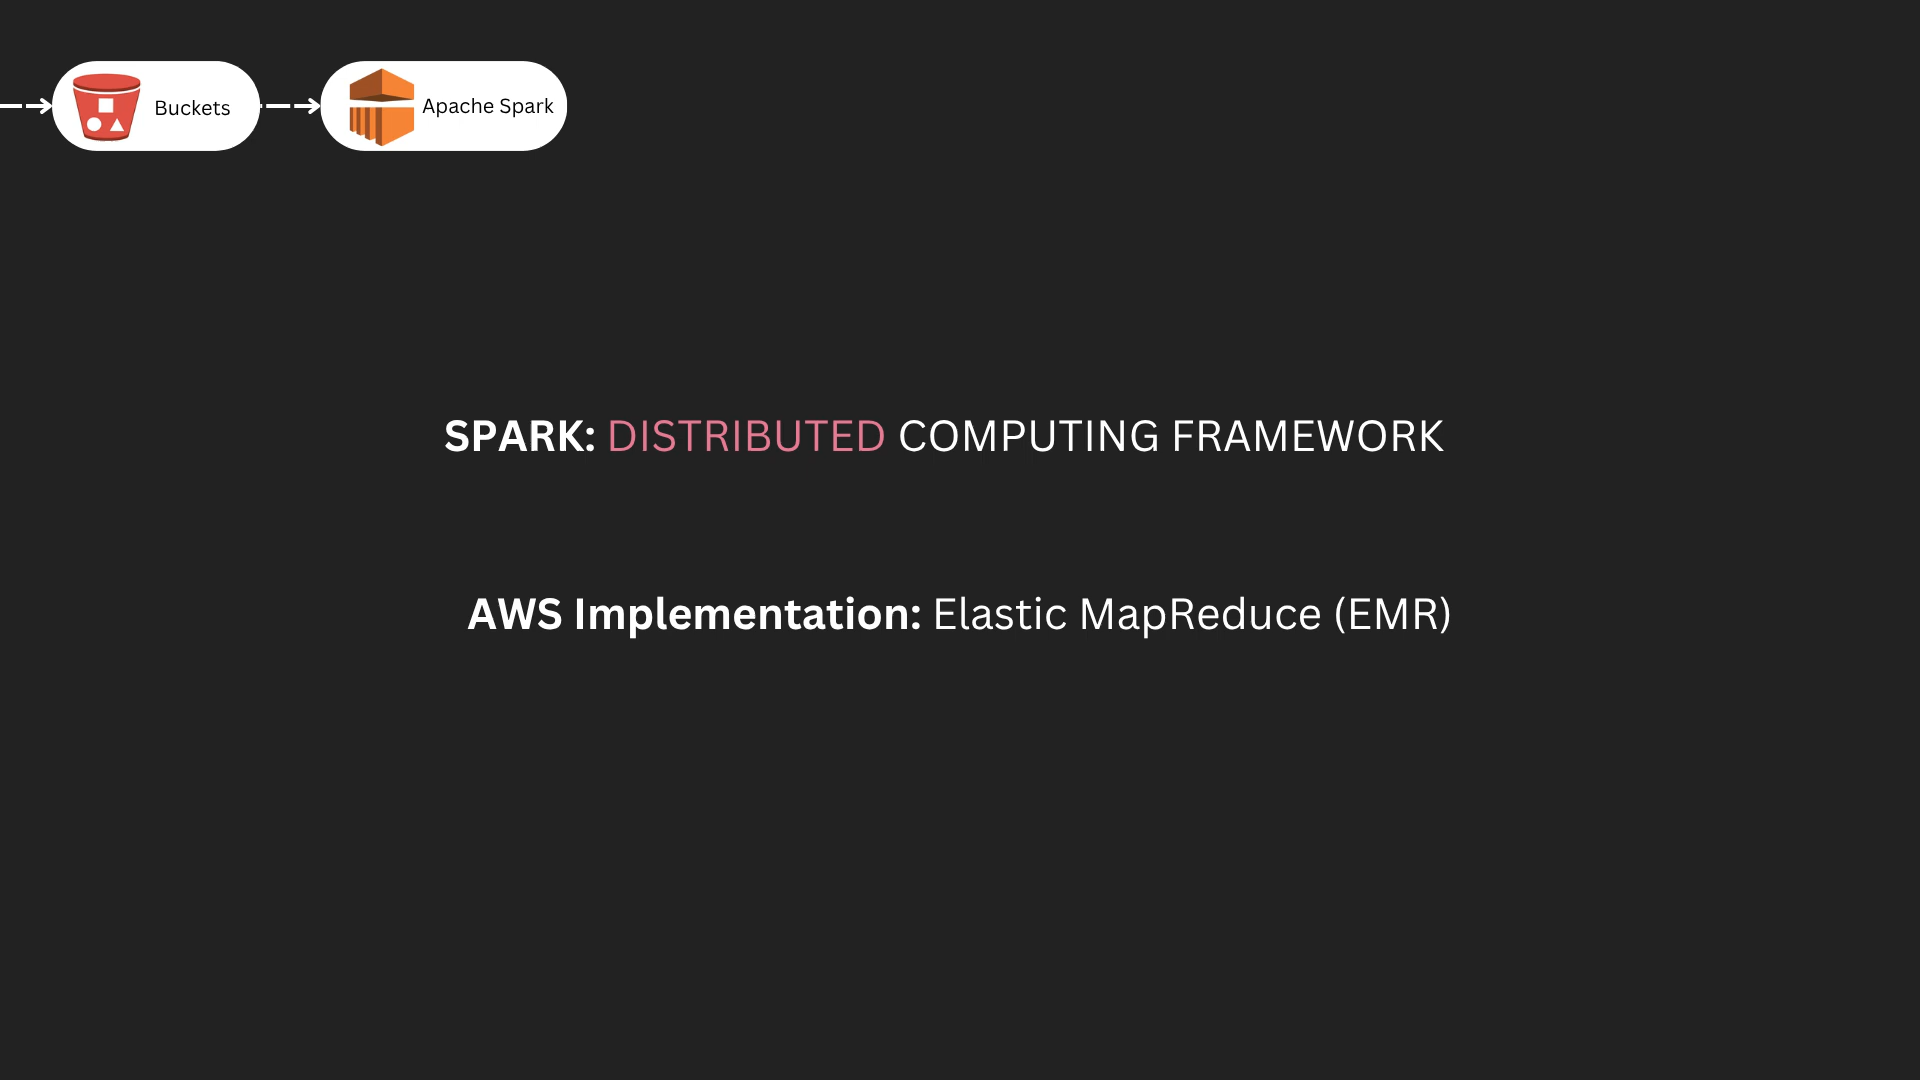 Buckets
Apache Spark
SPARK: DISTRIBUTED COMPUTING FRAMEWORK
AWS Implementation: Elastic MapReduce (EMR)